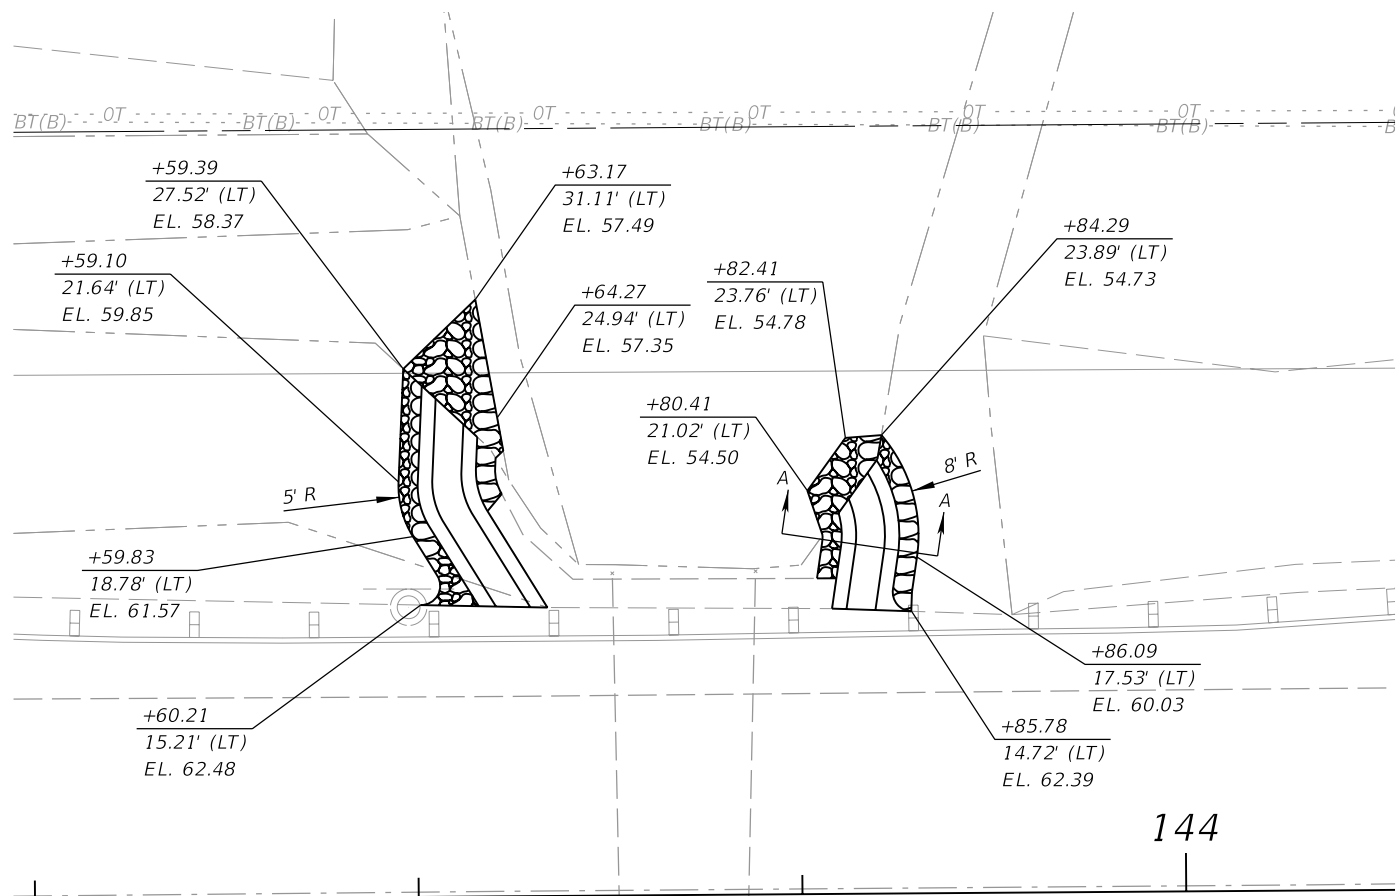 OT OT OT OT OT OT
BT(B) BT(B) BT(B) BT(B) BT(B) BT(B)
+59.39
27.52' (LT)
EL. 58.37
+63.17
31.11' (LT)
EL. 57.49
+84.29
23.89' (LT)
EL. 54.73
+59.10
21.64' (LT)
EL. 59.85
+64.27
24.94' (LT)
EL. 57.35
+82.41
23.76' (LT)
EL. 54.78
+80.41
21.02' (LT)
EL. 54.50
A
8' R
A
5' R
+59.83
18.78' (LT)
EL. 61.57
+86.09
17.53' (LT)
EL. 60.03
+60.21
15.21' (LT)
EL. 62.48
+85.78
14.72' (LT)
EL. 62.39
144